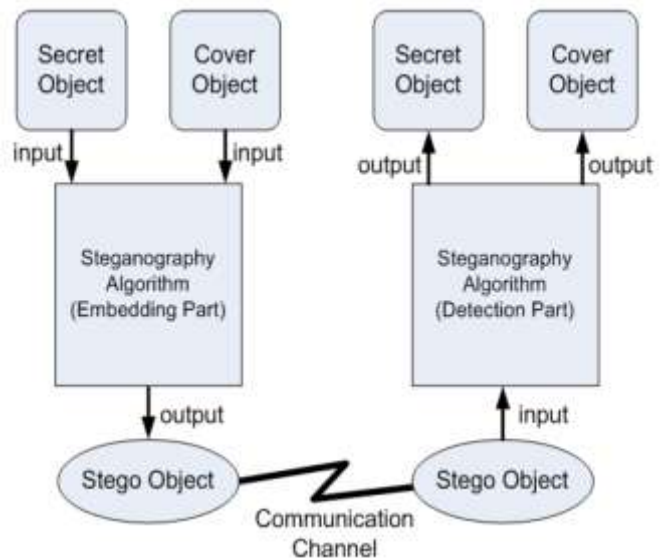 Secret
Object
Cover
Object
input
input
Steganography
Algorithm
(Embedding Part)
output
Stego Object
Communication
Channel
Secret
Object
Cover
Object
output
output
Steganography
Algorithm
(Detection Part)
input
Stego Object